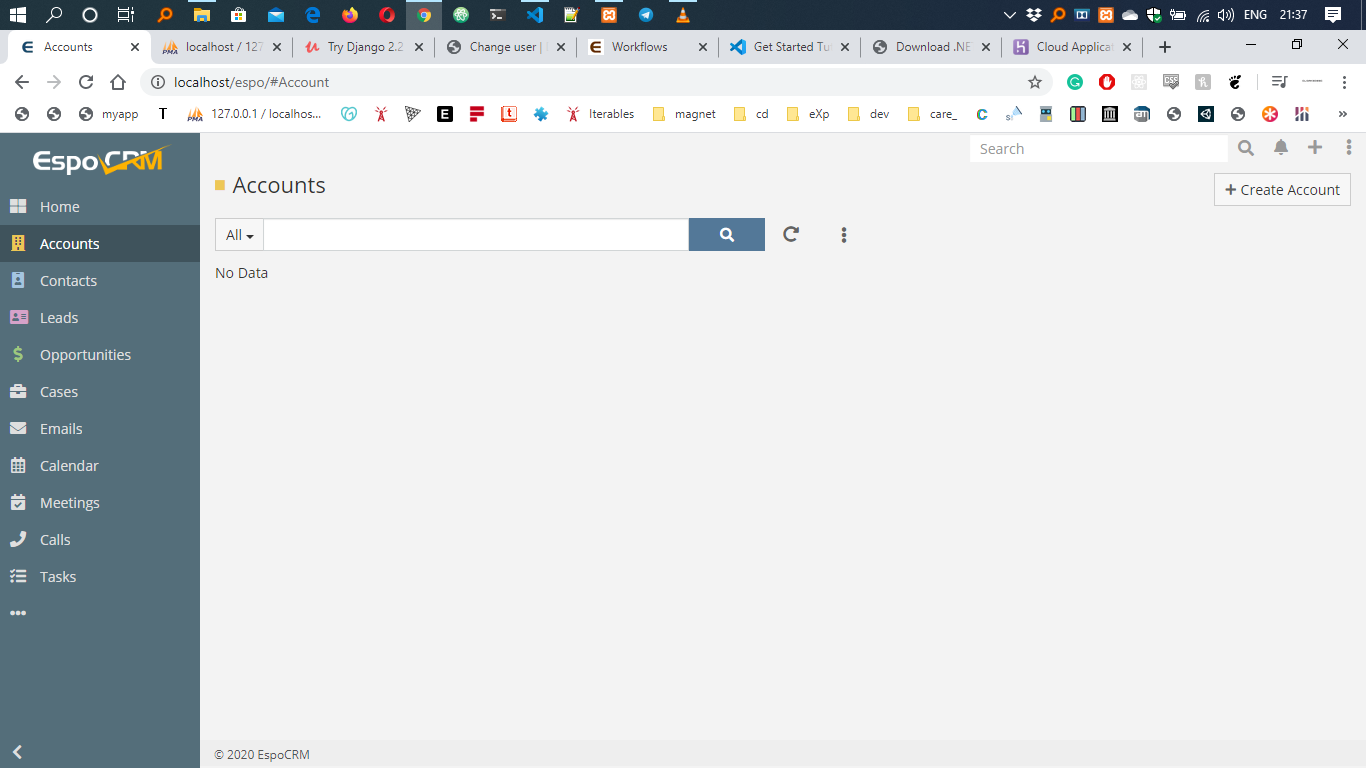 ENG 21:37
Accounts
localhost / 127
Try Django 2.2
Change user |
Workflows
Get Started Tu
Download .NE
Cloud Applicat
localhost/espo/#Account
myapp
T
PMA
127.0.0.1 / localhos...
Iterables
magnet
cd
eXp
dev
care_
»
EspoCRM
Search
Home
Accounts
Contacts
Leads
Opportunities
Cases
Emails
Calendar
Meetings
Calls
Tasks
Accounts
+ Create Account
All
No Data
© 2020 EspoCRM